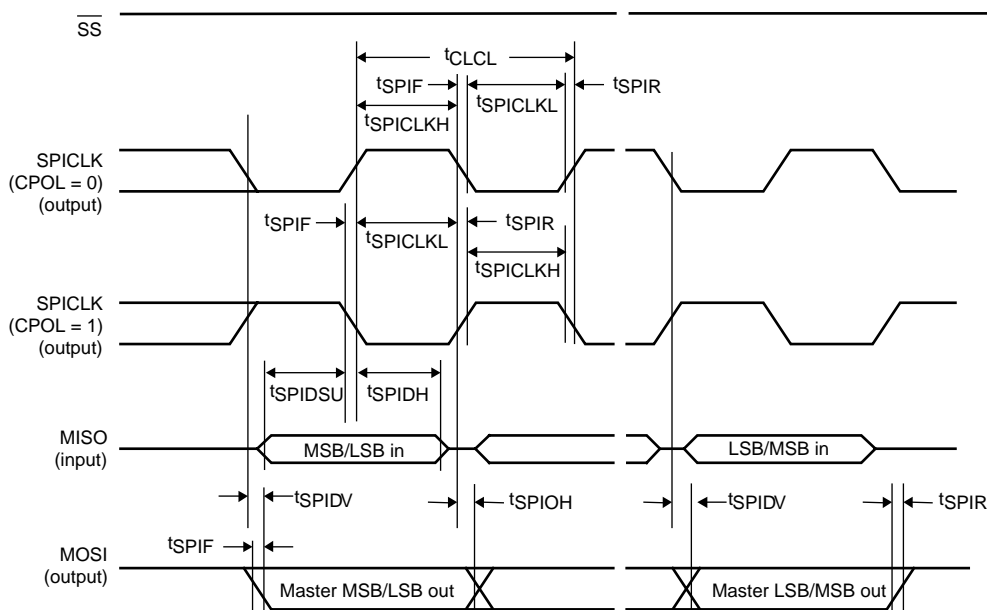 SS
tCLCL
tSPIF
tSPICLKL
tSPIR
tSPICLKH
SPICLK
(CPOL = 0)
(output)
tSPIF
tSPICLKL
tSPIR
tSPICLKH
SPICLK
(CPOL = 1)
(output)
tSPIDSU
tSPIDH
MISO
(input)
MSB/LSB in
LSB/MSB in
tSPIDV
tSPIOH
tSPIDV
tSPIR
tSPIF
MOSI
(output)
Master MSB/LSB out
Master LSB/MSB out